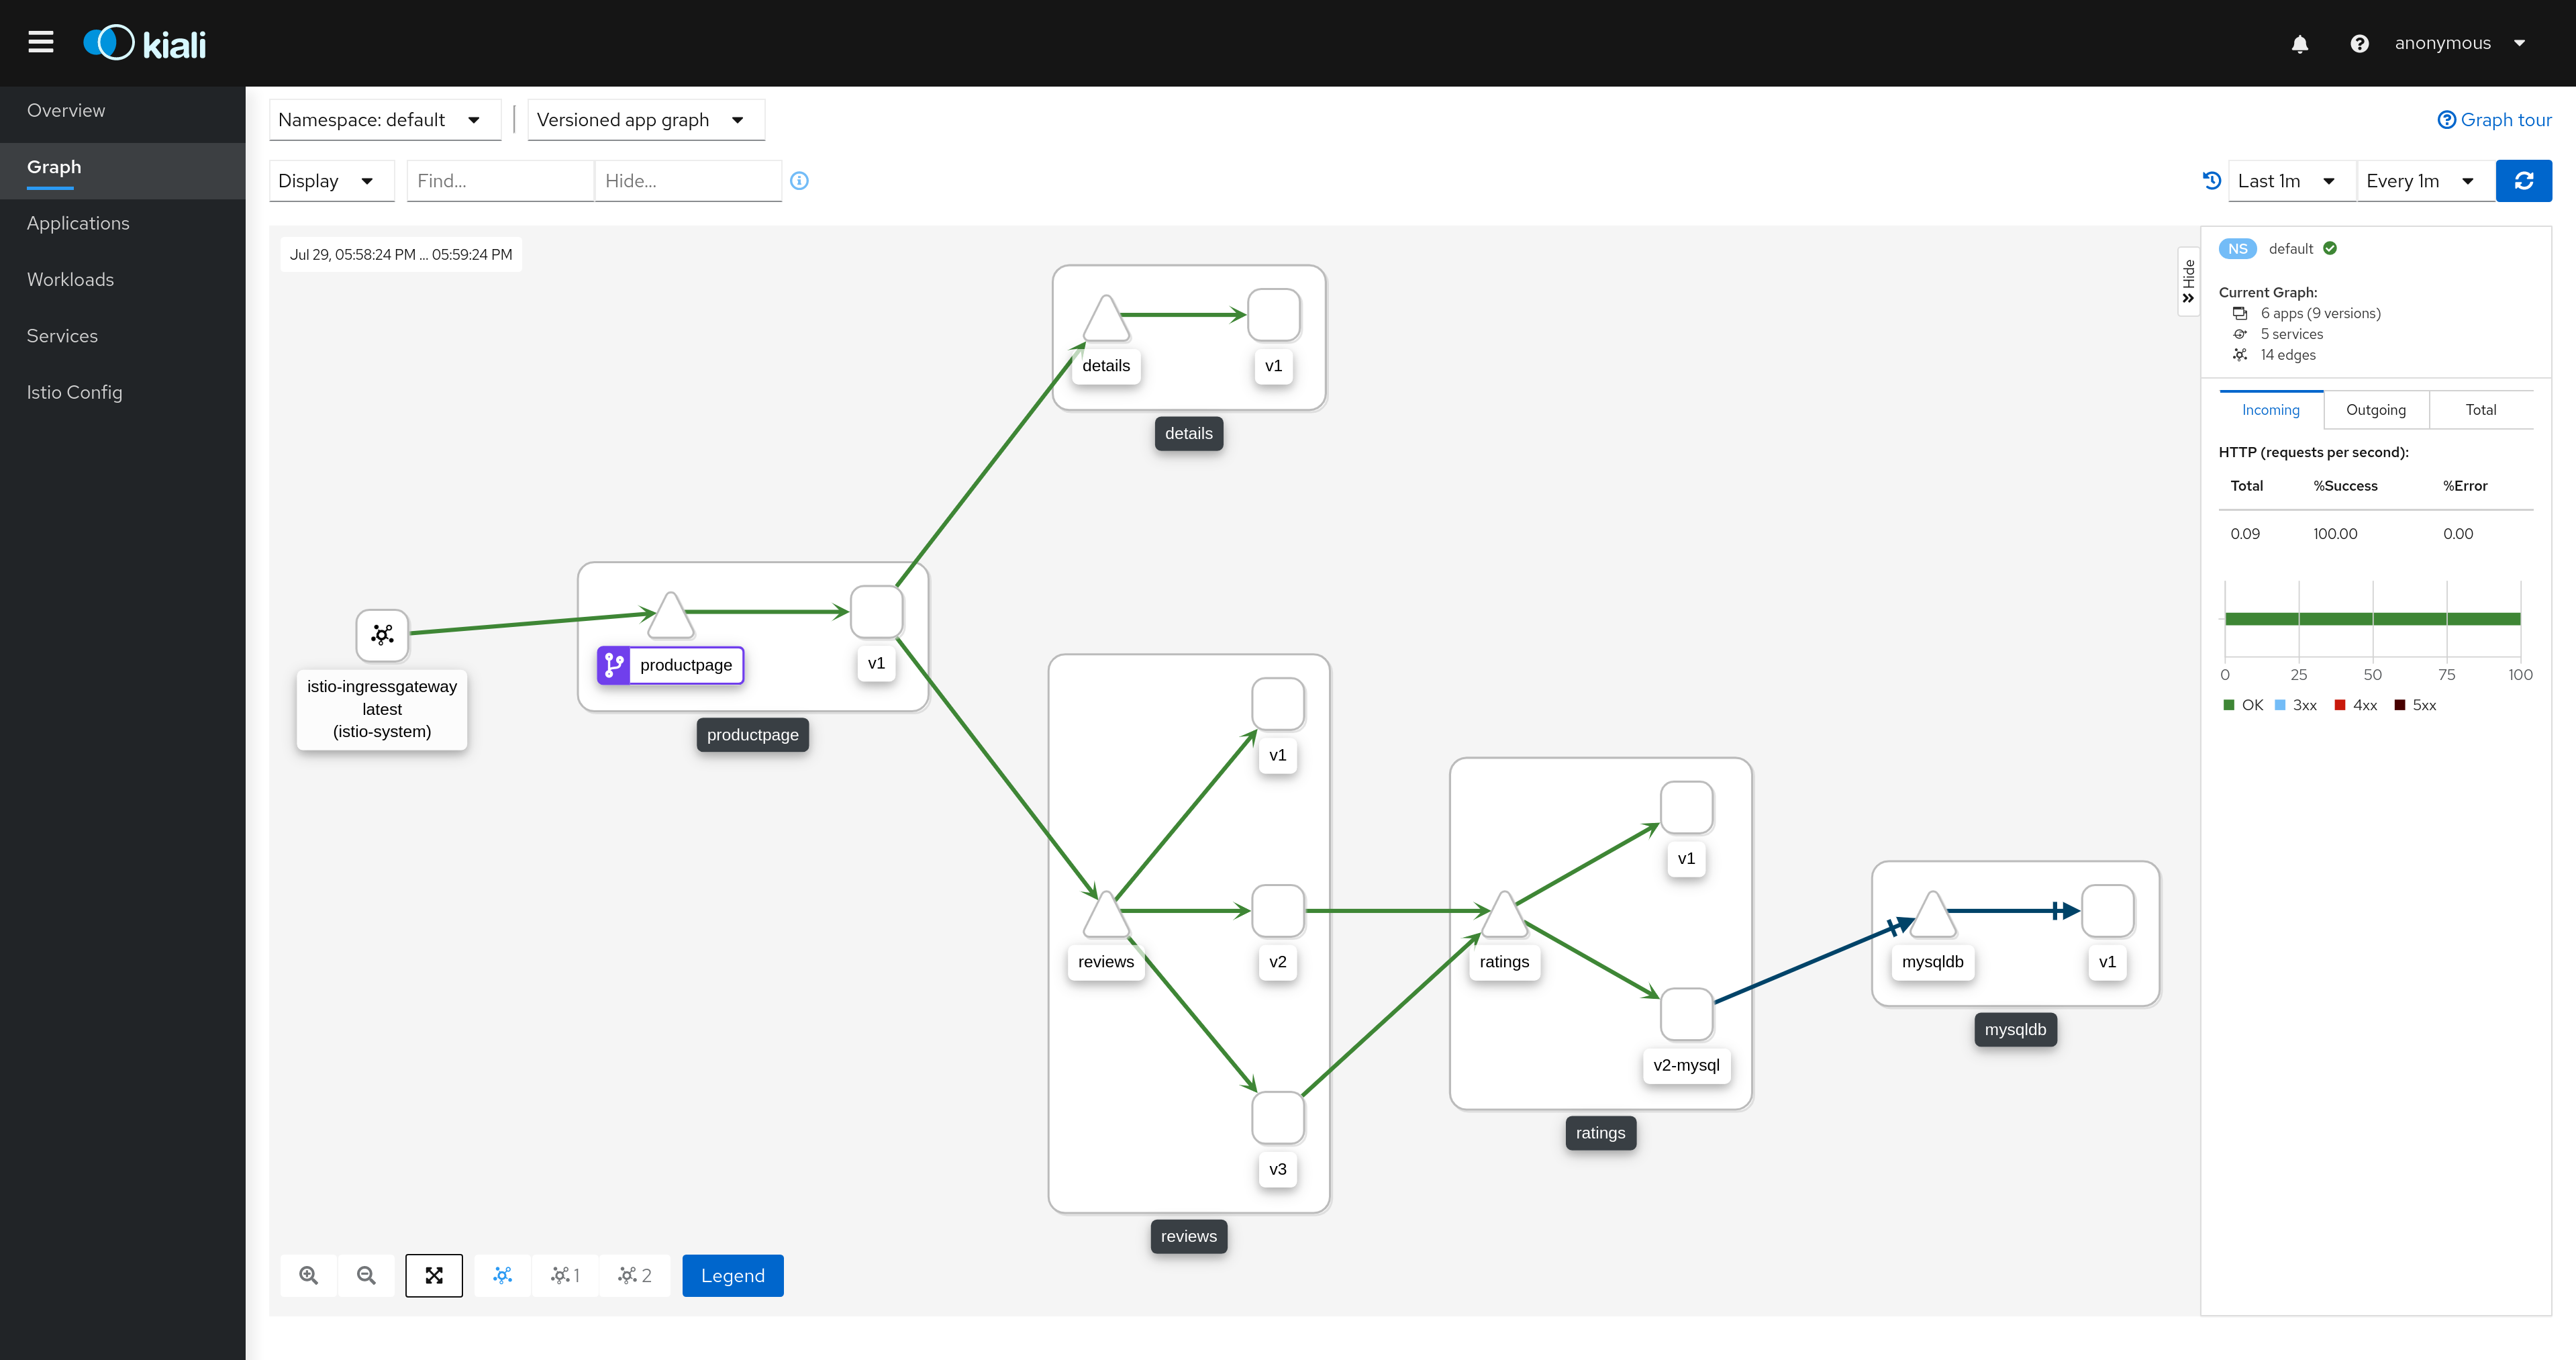 kiali
anonymous
Overview
Graph
Applications
Workloads
Services
Istio Config
Namespace: default
Versioned app graph
Graph tour
Display
Find...
Hide...
Last 1m
Every 1m
Jul 29, 05:58:24 PM ... 05:59:24 PM
details
v1
details
productpage
v1
productpage
istio-ingressgateway
latest
(istio-system)
v1
reviews
v2
v3
reviews
v1
ratings
v2-mysql
ratings
mysqldb
v1
mysqldb
1
2
Legend
Hide
NS default
Current Graph:
6 apps (9 versions)
5 services
14 edges
Incoming Outgoing Total
HTTP (requests per second):
Total %Success %Error
0.09 100.00 0.00
0 25 50 75 100
OK 3xx 4xx 5xx